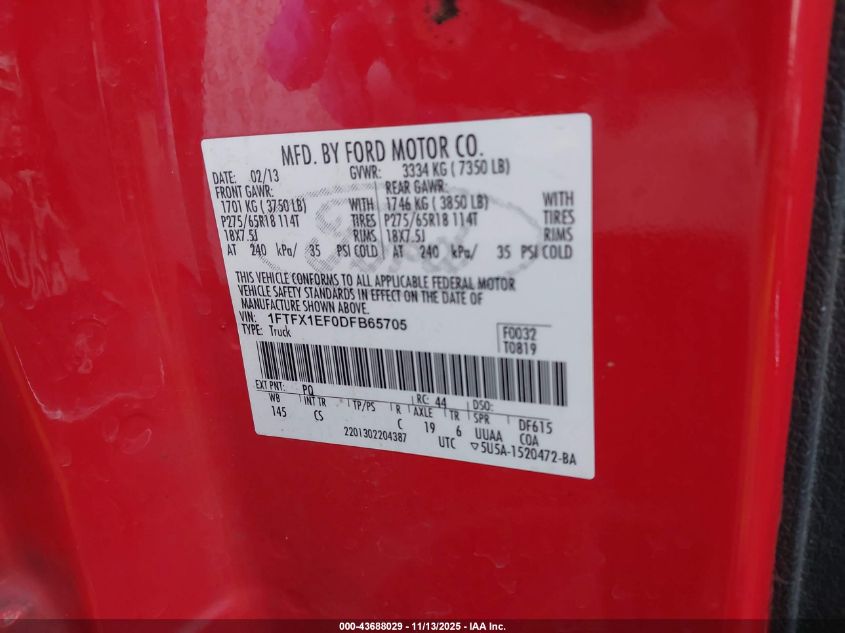 MFD. BY FORD MOTOR CO.
DATE: 02/13 GVWR: 3334 KG ( 7350 LB)
FRONT GAWR: REAR GAWR:
1701 KG ( 3750 LB) WITH 1746 KG ( 3850 LB) WITH
P275/65R18 114T TIRES P275/65R18 114T TIRES
18X7.5J RIMS 18X7.5J RIMS
AT 240 kPa/ 35 PSI COLD AT 240 kPa/ 35 PSI COLD
THIS VEHICLE CONFORMS TO ALL APPLICABLE FEDERAL MOTOR
VEHICLE SAFETY STANDARDS IN EFFECT ON THE DATE OF
MANUFACTURE SHOWN ABOVE.
VIN: 1FTFX1EF0DFB65705
TYPE: Truck
F0032
T0819
EXT PNT: PQ RC: 44 DSO:
WB INT TR TP/PS R AXLE TR SPR
145 CS C 19 6 UUAA DF615
2201302204387 UTC COA
▽5U5A-1520472-BA
000-43688029 — 11/13/2025 — IAA Inc.